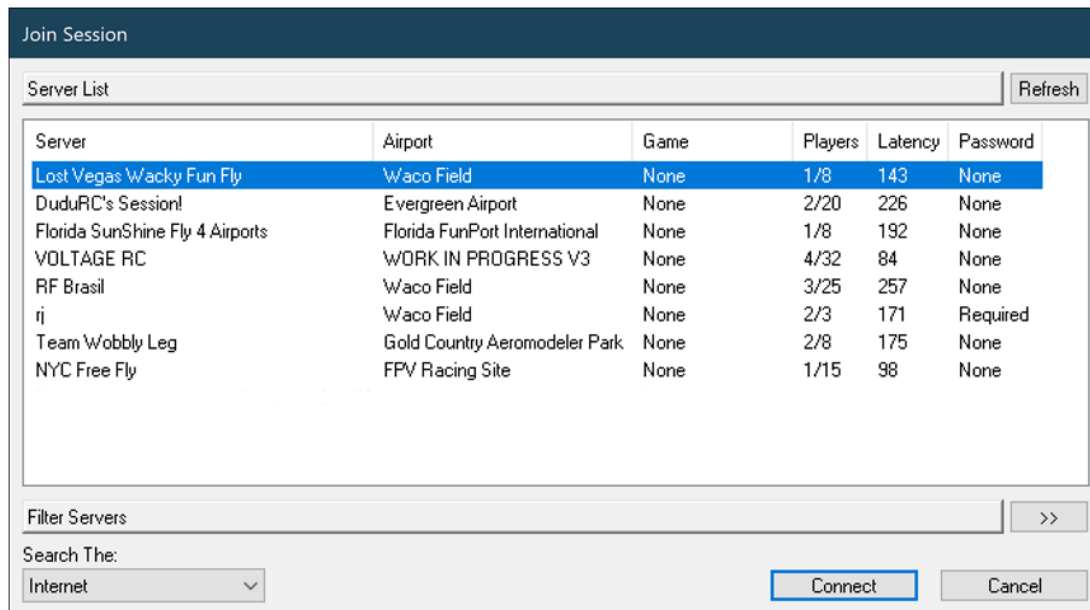 Join Session
Server List Refresh
Server Airport Game Players Latency Password
Lost Vegas Wacky Fun Fly Waco Field None 1/8 143 None
DuduRC's Session! Evergreen Airport None 2/20 226 None
Florida SunShine Fly 4 Airports Florida FunPort International None 1/8 192 None
VOLTAGE RC WORK IN PROGRESS V3 None 4/32 84 None
RF Brasil Waco Field None 3/25 257 None
rj Waco Field None 2/3 171 Required
Team Wobbly Leg Gold Country Aeromodeler Park None 2/8 175 None
NYC Free Fly FPV Racing Site None 1/15 98 None
Filter Servers >>
Search The:
Internet Connect Cancel